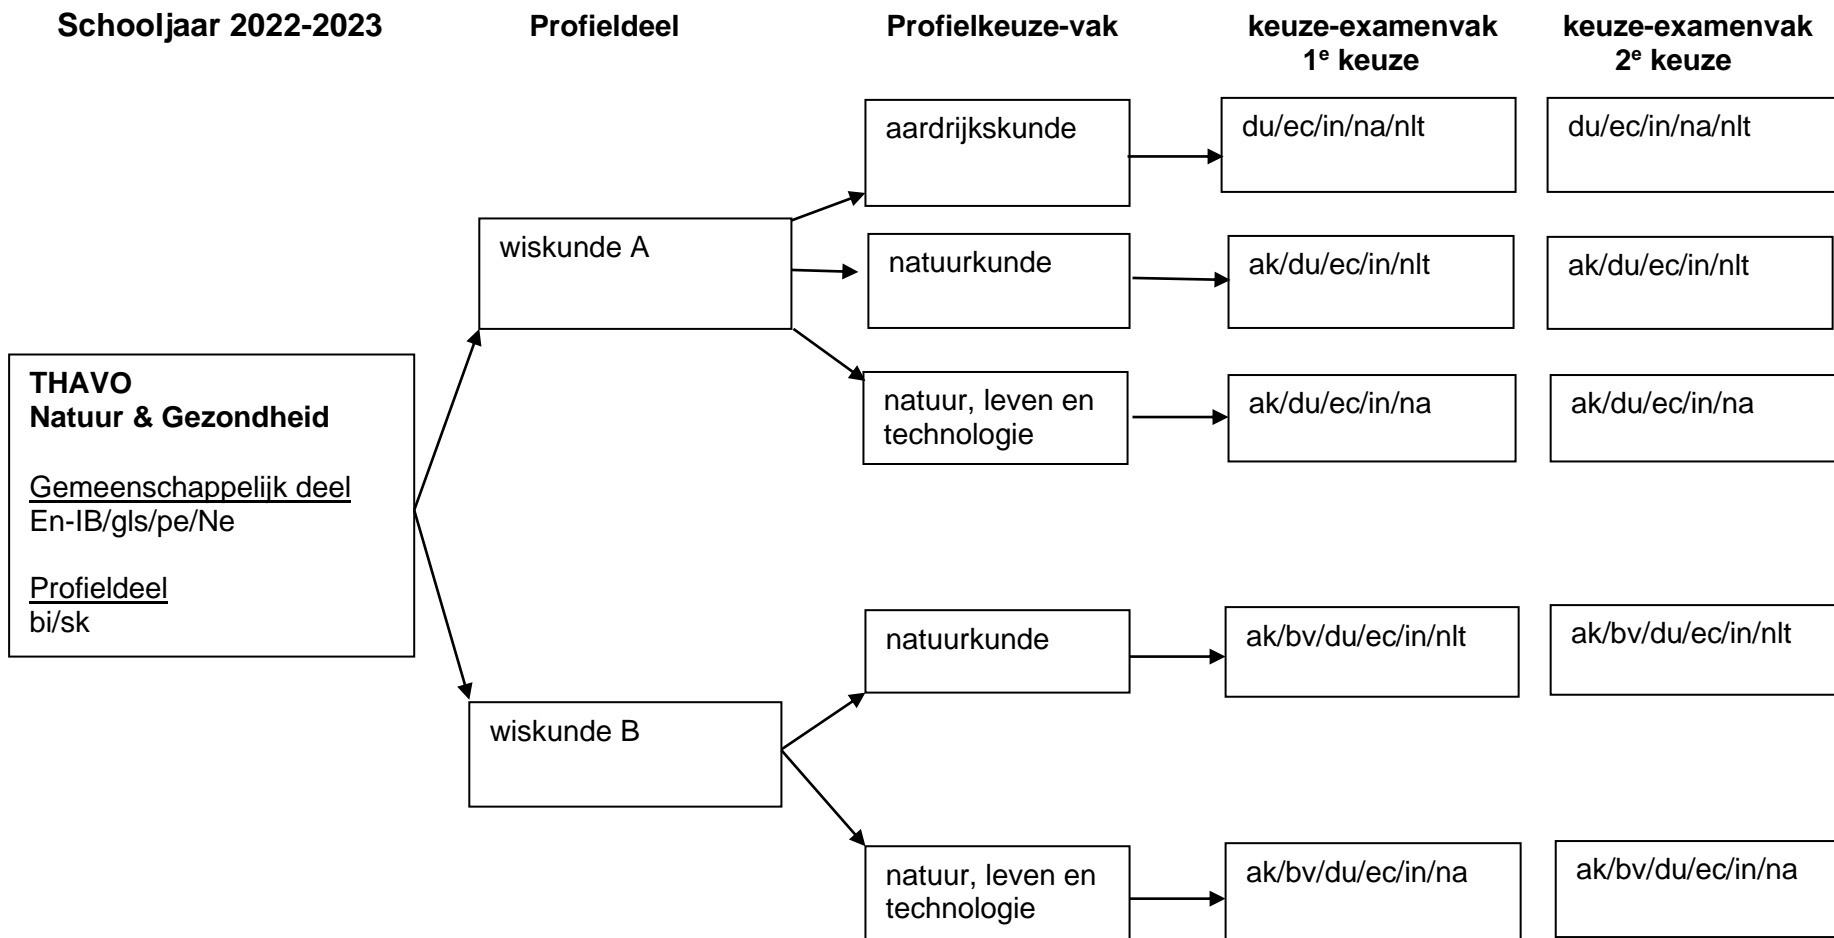 Schooljaar 2022-2023
Profieldeel
Profielkeuze-vak
keuze-examenvak
1e keuze
keuze-examenvak
2e keuze
aardrijkskunde
du/ec/in/na/nlt
du/ec/in/na/nlt
wiskunde A
natuurkunde
ak/du/ec/in/nlt
ak/du/ec/in/nlt
natuur, leven en
technologie
ak/du/ec/in/na
ak/du/ec/in/na
THAVO
Natuur & Gezondheid
Gemeenschappelijk deel
En-IB/gls/pe/Ne
Profieldeel
bi/sk
natuurkunde
ak/bv/du/ec/in/nlt
ak/bv/du/ec/in/nlt
wiskunde B
natuur, leven en
technologie
ak/bv/du/ec/in/na
ak/bv/du/ec/in/na